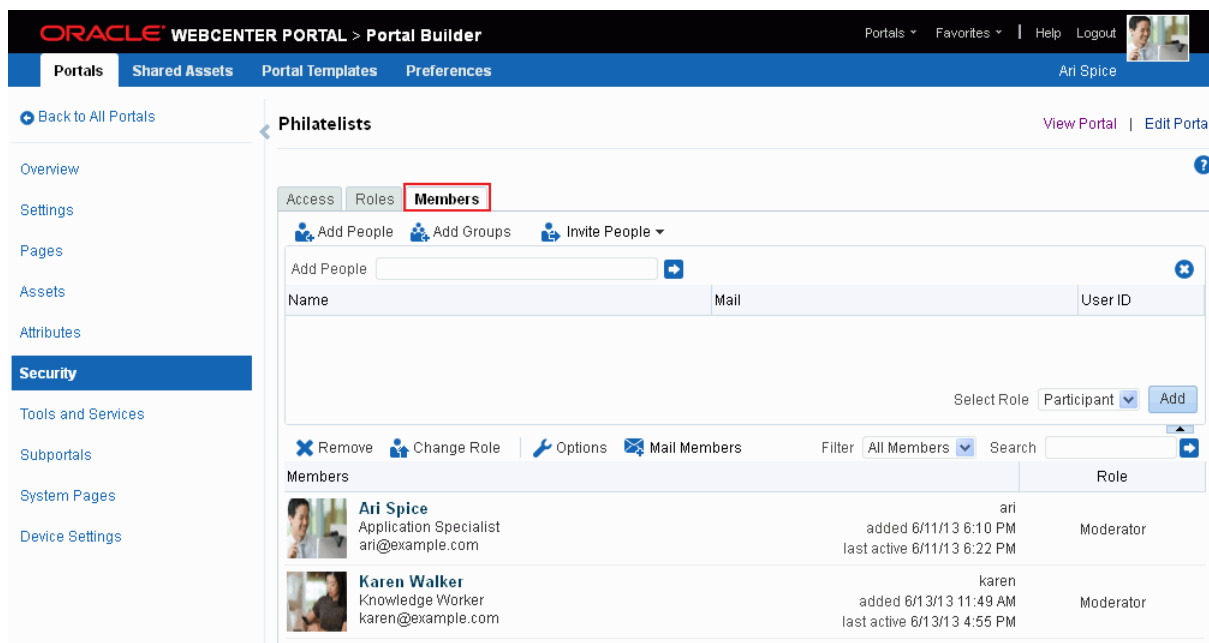 ORACLE WEBCENTER PORTAL > Portal Builder
Portals Favorites | Help Logout
Portals Shared Assets Portal Templates Preferences
Ari Spice
Back to All Portals
Philatelists
View Portal | Edit Porta
Overview
?
Settings
Access Roles Members
Pages
Add People Add Groups Invite People
Assets
Add People
Name Mail User ID
Attributes
Security
Tools and Services
Select Role Participant Add
Subportals
Remove Change Role Options Mail Members Filter All Members Search
Members Role
System Pages
Device Settings
Ari Spice
Application Specialist
ari@example.com
ari
added 6/11/13 6:10 PM
last active 6/11/13 6:22 PM
Moderator
Karen Walker
Knowledge Worker
karen@example.com
karen
added 6/13/13 11:49 AM
last active 6/13/13 4:55 PM
Moderator